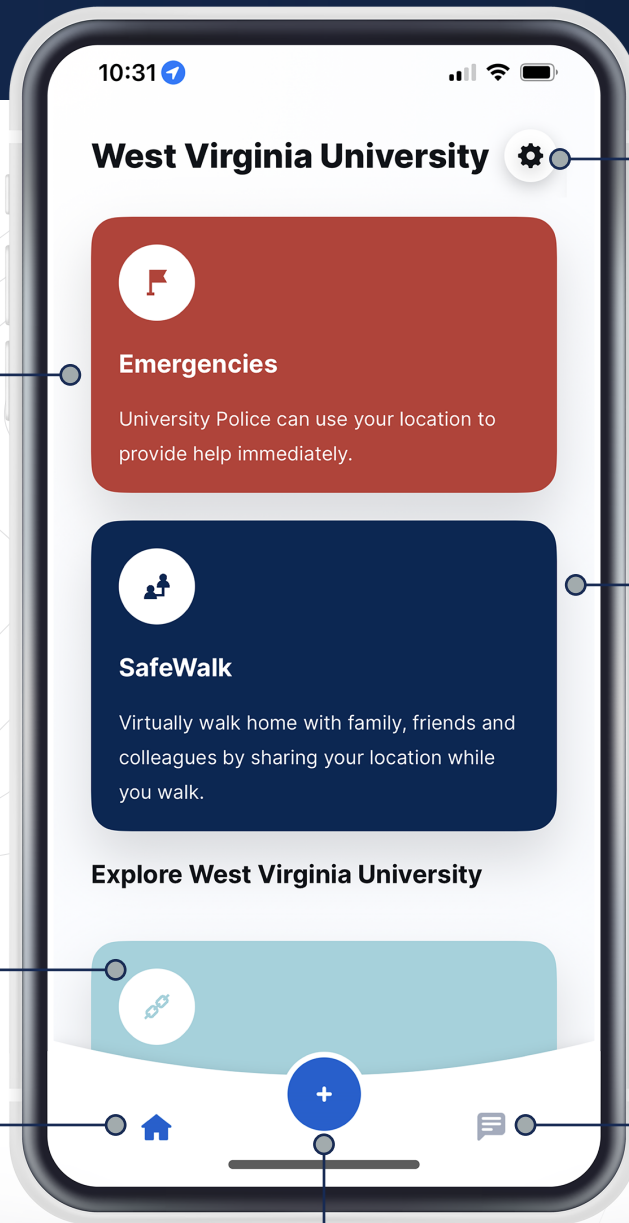 10:31
West Virginia University
Emergencies
University Police can use your location to
provide help immediately.
SafeWalk
Virtually walk home with family, friends and
colleagues by sharing your location while
you walk.
Explore West Virginia University